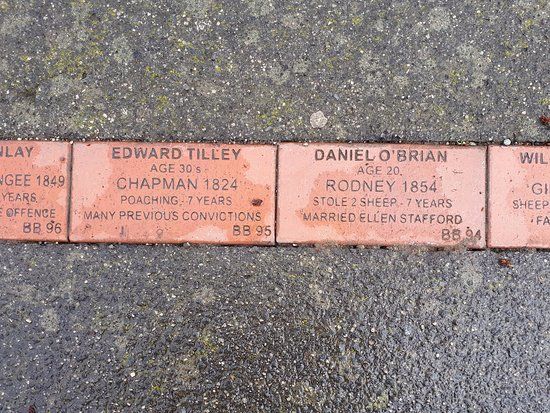 NLAY
NGEE 1849
YEARS.
E OFFENCE
BB 96
EDWARD TILLEY
AGE 30's
CHAPMAN 1824
POACHING - 7 YEARS
MANY PREVIOUS CONVICTIONS
BB 95
DANIEL O'BRIAN
AGE 20.
RODNEY 1854
STOLE 2 SHEEP - 7 YEARS
MARRIED ELLEN STAFFORD
BB 94
WIL
GI
SHEEP
FA